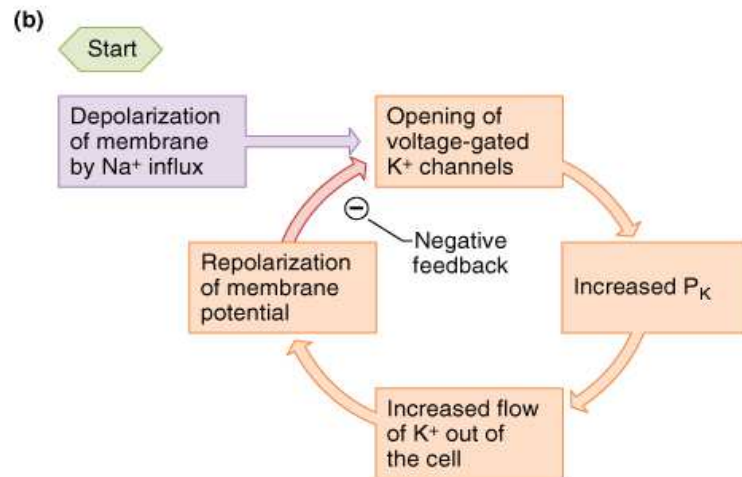 (b)
Start
Depolarization
of membrane
by Na⁺ influx
Opening of
voltage-gated
K⁺ channels
Negative
feedback
Repolarization
of membrane
potential
Increased P_K
Increased flow
of K⁺ out of
the cell